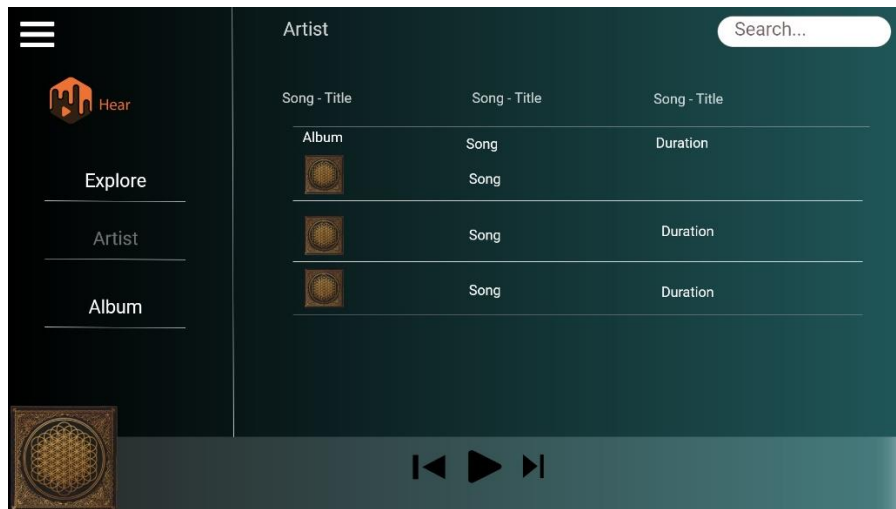 Artist
Search...
Hear
Explore
Artist
Album
Song - Title Song - Title Song - Title
Album Song Duration
Song
Song Duration
Song Duration